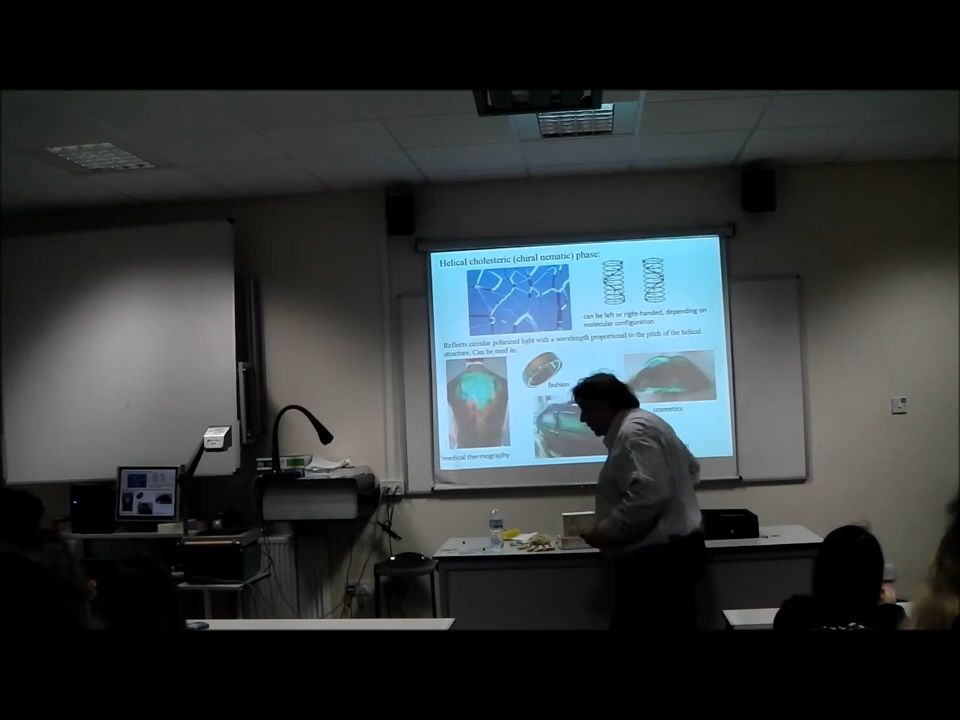 Helical cholesteric (chiral nematic) phase:
can be left or right-handed, depending on
molecular configuration
Reflects circular polarized light with a wavelength proportional to the pitch of the helical
structure. Can be used in:
fashion
cosmetics
medical thermography